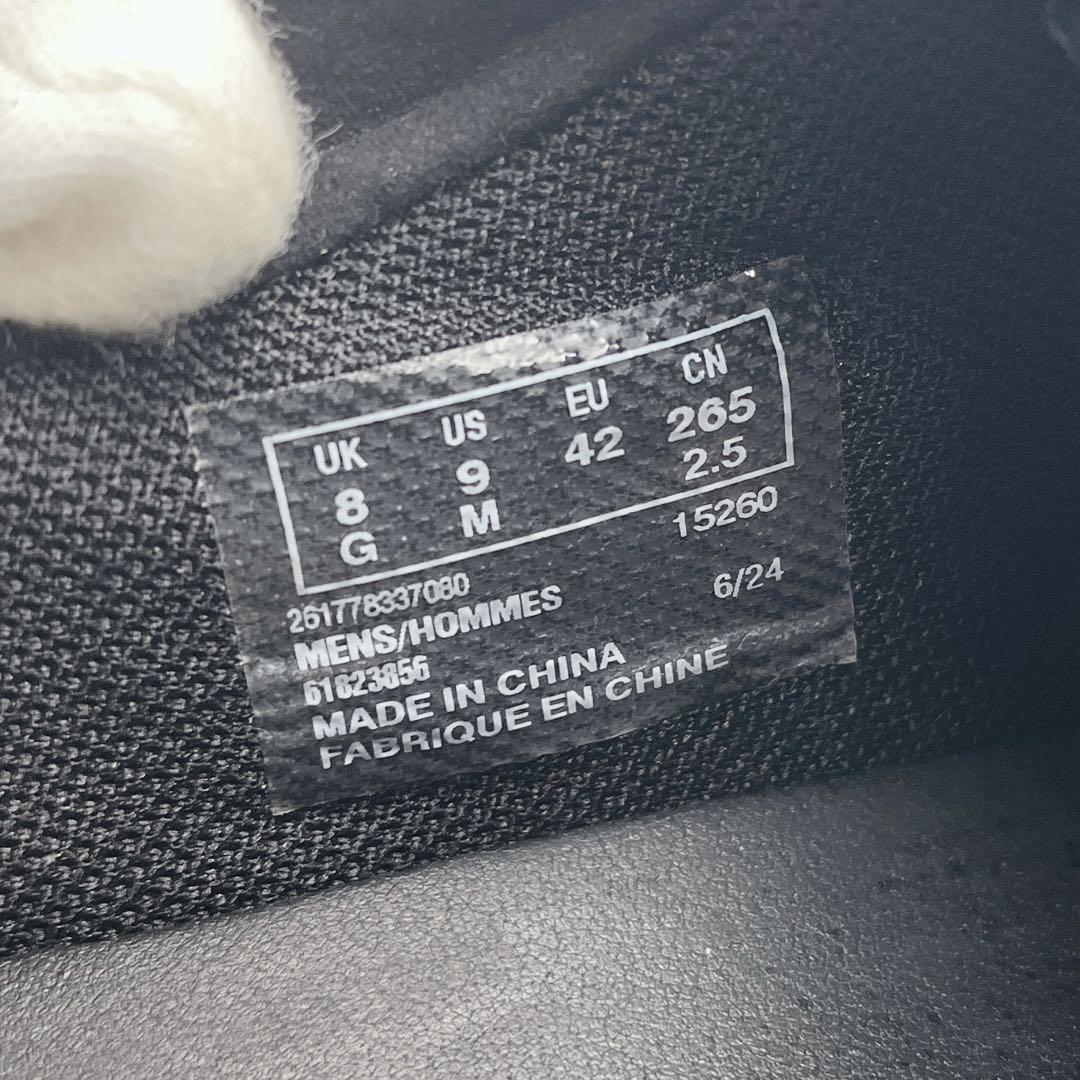 UK US EU CN
8 9 42 265
G M 2.5
261778337080 15260
MENS/HOMMES 6/24
61823856
MADE IN CHINA
FABRIQUE EN CHINE